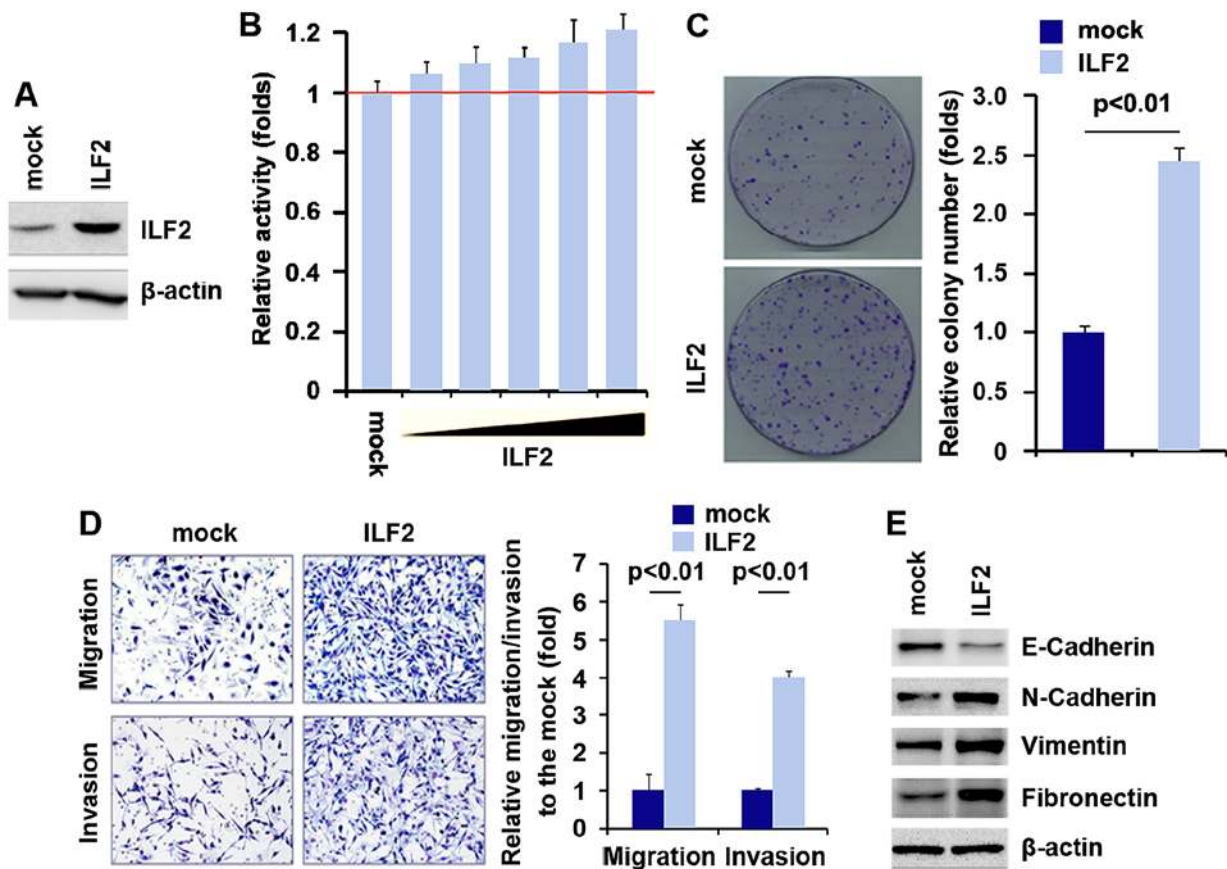 A
mock
ILF2
ILF2
β-actin
B
Relative activity (folds)
1.2
1
0.8
0.6
0.4
0.2
0
mock
ILF2
C
mock
ILF2
mock
ILF2
Relative colony number (folds)
3.0
2.5
2.0
1.5
1.0
0.5
0
p<0.01
D
mock
ILF2
Migration
Invasion
mock
ILF2
Relative migration/invasion
to the mock (fold)
7
6
5
4
3
2
1
0
p<0.01 p<0.01
Migration Invasion
E
mock
ILF2
E-Cadherin
N-Cadherin
Vimentin
Fibronectin
β-actin